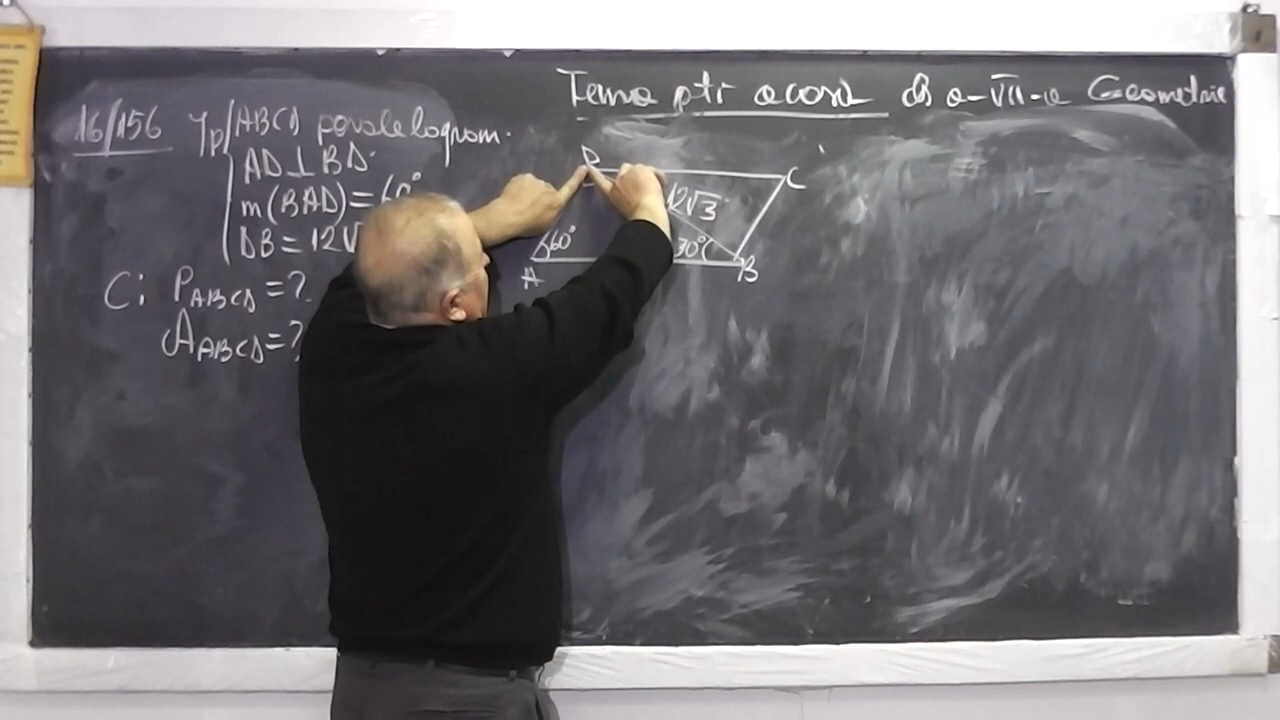 Tema ptr acasă cls a-VII-a Geometrie
16/156 Ip/ABCD paralelogram.
AD⊥BD.
m(BAD)=60°
DB=12√
C: P_ABCD=?
A_ABCD=?
D
C
12√3
60°
30°
A
B